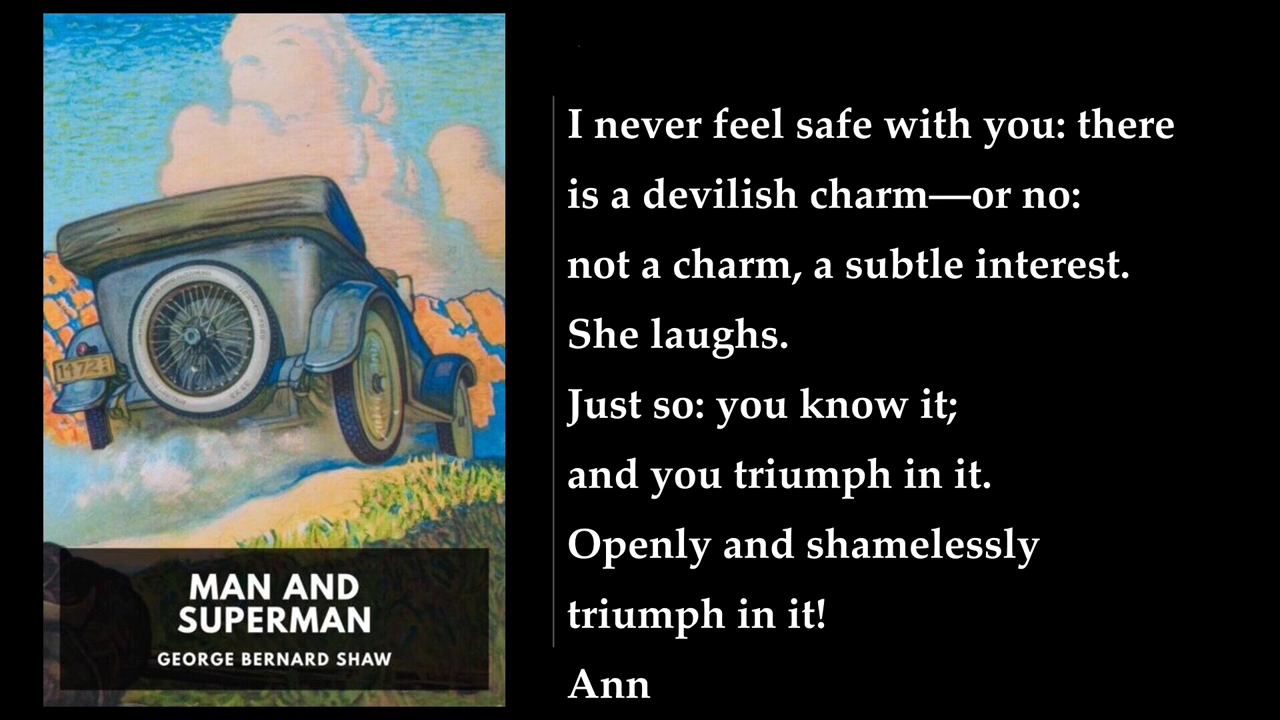 I never feel safe with you: there
is a devilish charm—or no:
not a charm, a subtle interest.
She laughs.
Just so: you know it;
and you triumph in it.
Openly and shamelessly
triumph in it!
Ann
1472
MAN AND
SUPERMAN
GEORGE BERNARD SHAW